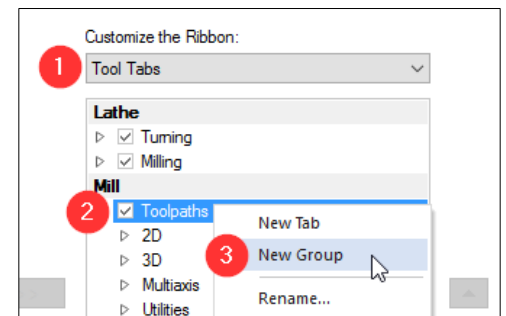 Customize the Ribbon:
1 Tool Tabs
Lathe
Turning
Milling
Mill
2 Toolpaths
New Tab
2D
3 New Group
3D
Multiaxis
Rename...
Utilities